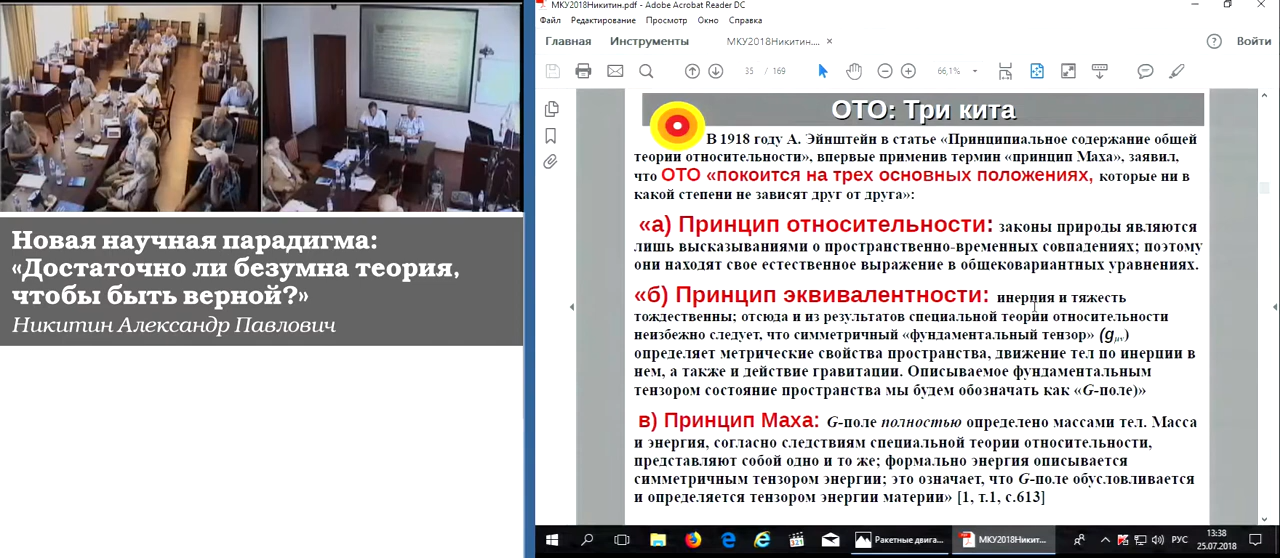 Новая научная парадигма:
«Достаточно ли безумна теория,
чтобы быть верной?»
Никитин Александр Павлович
МКУ2018Никитин.pdf - Adobe Acrobat Reader DC
Файл Редактирование Просмотр Окно Справка
Главная Инструменты МКУ2018Никитин.... × Войти
35 / 169 66,1%
ОТО: Три кита
В 1918 году А. Эйнштейн в статье «Принципиальное содержание общей
теории относительности», впервые применив термин «принцип Маха», заявил,
что ОТО «покоится на трех основных положениях, которые ни в
какой степени не зависят друг от друга»:
«а) Принцип относительности: законы природы являются
лишь высказываниями о пространственно-временных совпадениях; поэтому
они находят свое естественное выражение в общековариантных уравнениях.
«б) Принцип эквивалентности: инерция и тяжесть
тождественны; отсюда и из результатов специальной теории относительности
неизбежно следует, что симметричный «фундаментальный тензор» (gμν)
определяет метрические свойства пространства, движение тел по инерции в
нем, а также и действие гравитации. Описываемое фундаментальным
тензором состояние пространства мы будем обозначать как «G-поле)»
в) Принцип Маха: G-поле полностью определено массами тел. Масса
и энергия, согласно следствиям специальной теории относительности,
представляют собой одно и то же; формально энергия описывается
симметричным тензором энергии; это означает, что G-поле обусловливается
и определяется тензором энергии материи» [1, т.1, с.613]
Ракетные двига... МКУ2018Никит... РУС 13:38
25.07.2018